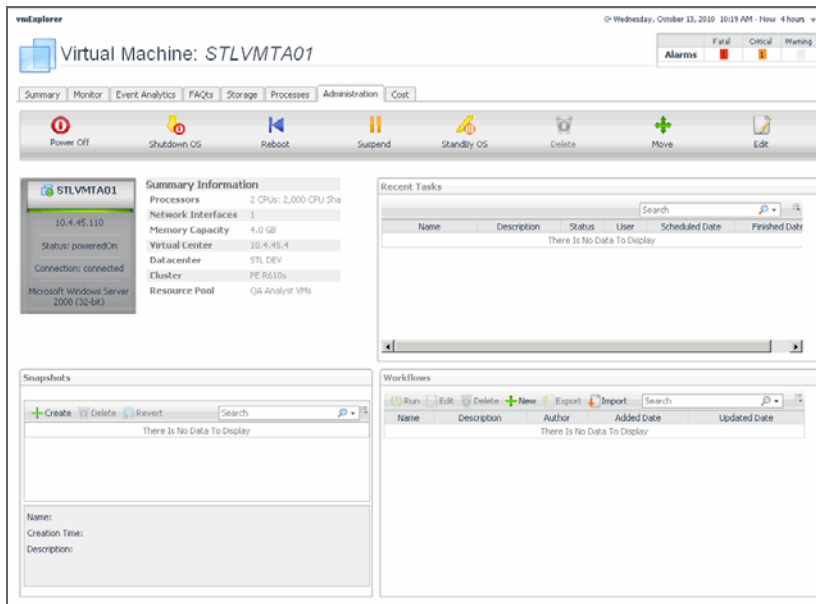 vmExplorer
Wednesday, October 13, 2010 10:19 AM - Now 4 hours
Virtual Machine: STLVMTA01
Fatal Critical Warning
Alarms 1 1
Summary Monitor Event Analytics FAQts Storage Processes Administration Cost
Power Off Shutdown OS Reboot Suspend StandBy OS Delete Move Edit
STLVMTA01
10.4.45.110
Status: poweredOn
Connection: connected
Microsoft Windows Server
2008 (32-bit)
Summary Information
Processors 2 CPUs: 2,000 CPU Sha
Network Interfaces 1
Memory Capacity 4.0 GB
Virtual Center 10.4.45.4
Datacenter STL DEV
Cluster PE R610s
Resource Pool QA Analyst VMs
Recent Tasks
Search
Name Description Status User Scheduled Date Finished Date
There Is No Data To Display
Snapshots
Create Delete Revert Search
There Is No Data To Display
Name:
Creation Time:
Description:
Workflows
Run Edit Delete New Export Import Search
Name Description Author Added Date Updated Date
There Is No Data To Display